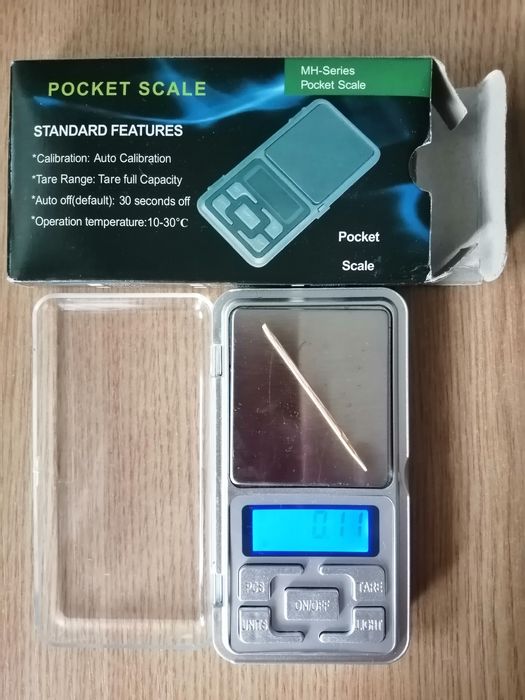 POCKET SCALE
MH-Series
Pocket Scale
STANDARD FEATURES
*Calibration: Auto Calibration
*Tare Range: Tare full Capacity
*Auto off(default): 30 seconds off
*Operation temperature:10-30℃
Pocket
Scale
0.11
PCS
TARE
ON/OFF
UNITS
LIGHT